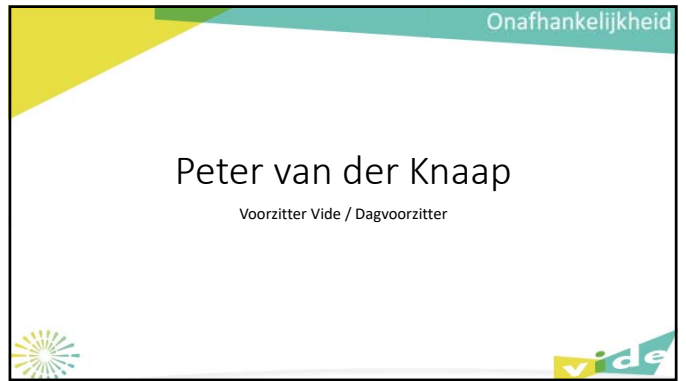 Onafhankelijkheid
Peter van der Knaap
Voorzitter Vide / Dagvoorzitter
vide